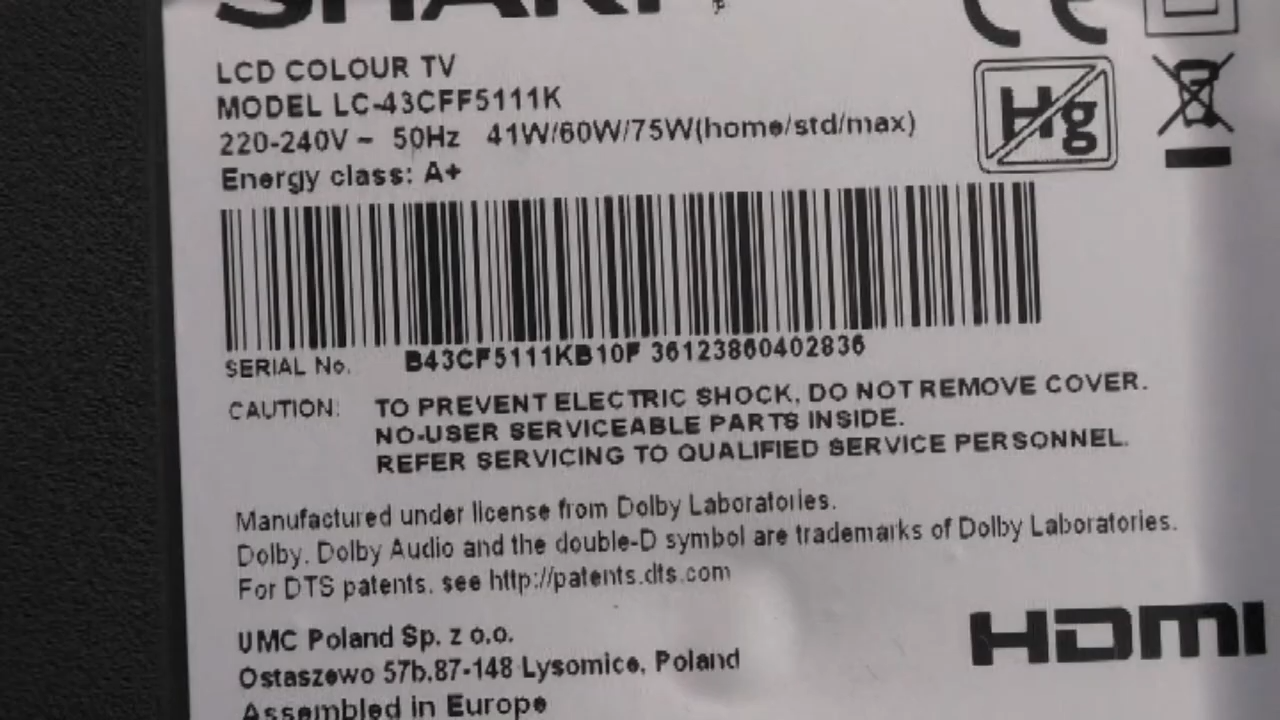 SHARP
LCD COLOUR TV
MODEL LC-43CFF5111K
220-240V ~ 50Hz 41W/60W/75W(home/std/max)
Energy class: A+
Hg
SERIAL No. B43CF5111KB10F 36123860402836
CAUTION: TO PREVENT ELECTRIC SHOCK, DO NOT REMOVE COVER.
NO-USER SERVICEABLE PARTS INSIDE.
REFER SERVICING TO QUALIFIED SERVICE PERSONNEL.
Manufactured under license from Dolby Laboratories.
Dolby, Dolby Audio and the double-D symbol are trademarks of Dolby Laboratories.
For DTS patents, see http://patents.dts.com
HDMI
UMC Poland Sp. z o.o.
Ostaszewo 57b,87-148 Lysomice, Poland
Assembled in Europe